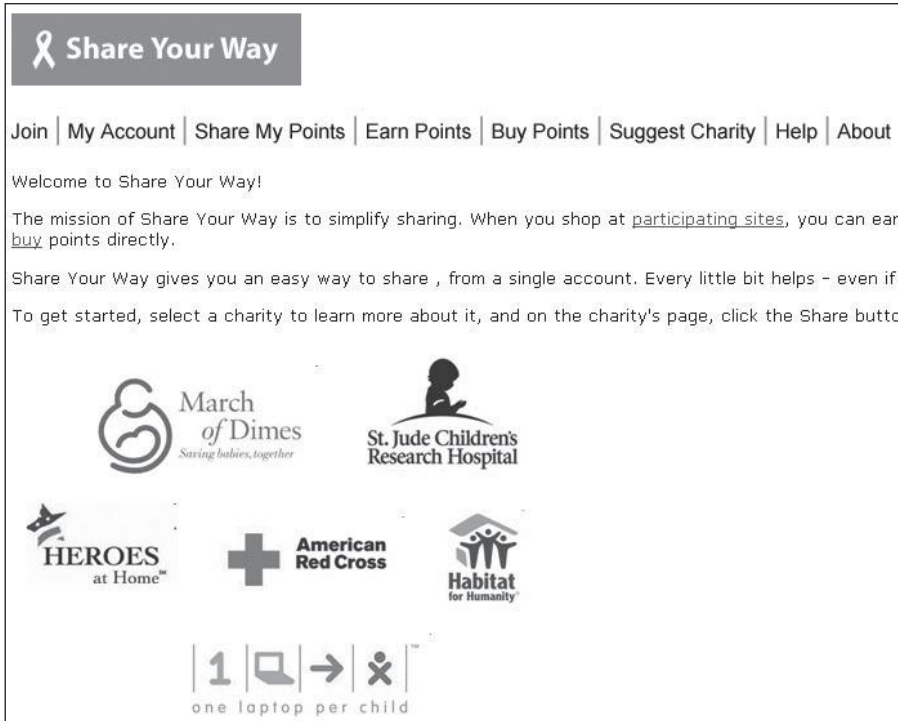 Share Your Way
Join | My Account | Share My Points | Earn Points | Buy Points | Suggest Charity | Help | About
Welcome to Share Your Way!
The mission of Share Your Way is to simplify sharing. When you shop at participating sites, you can ear
buy points directly.
Share Your Way gives you an easy way to share , from a single account. Every little bit helps – even if
To get started, select a charity to learn more about it, and on the charity's page, click the Share butto
March
of Dimes
Saving babies, together
St. Jude Children's
Research Hospital
HEROES
at Home℠
American
Red Cross
Habitat
for Humanity®
1 ™
one laptop per child